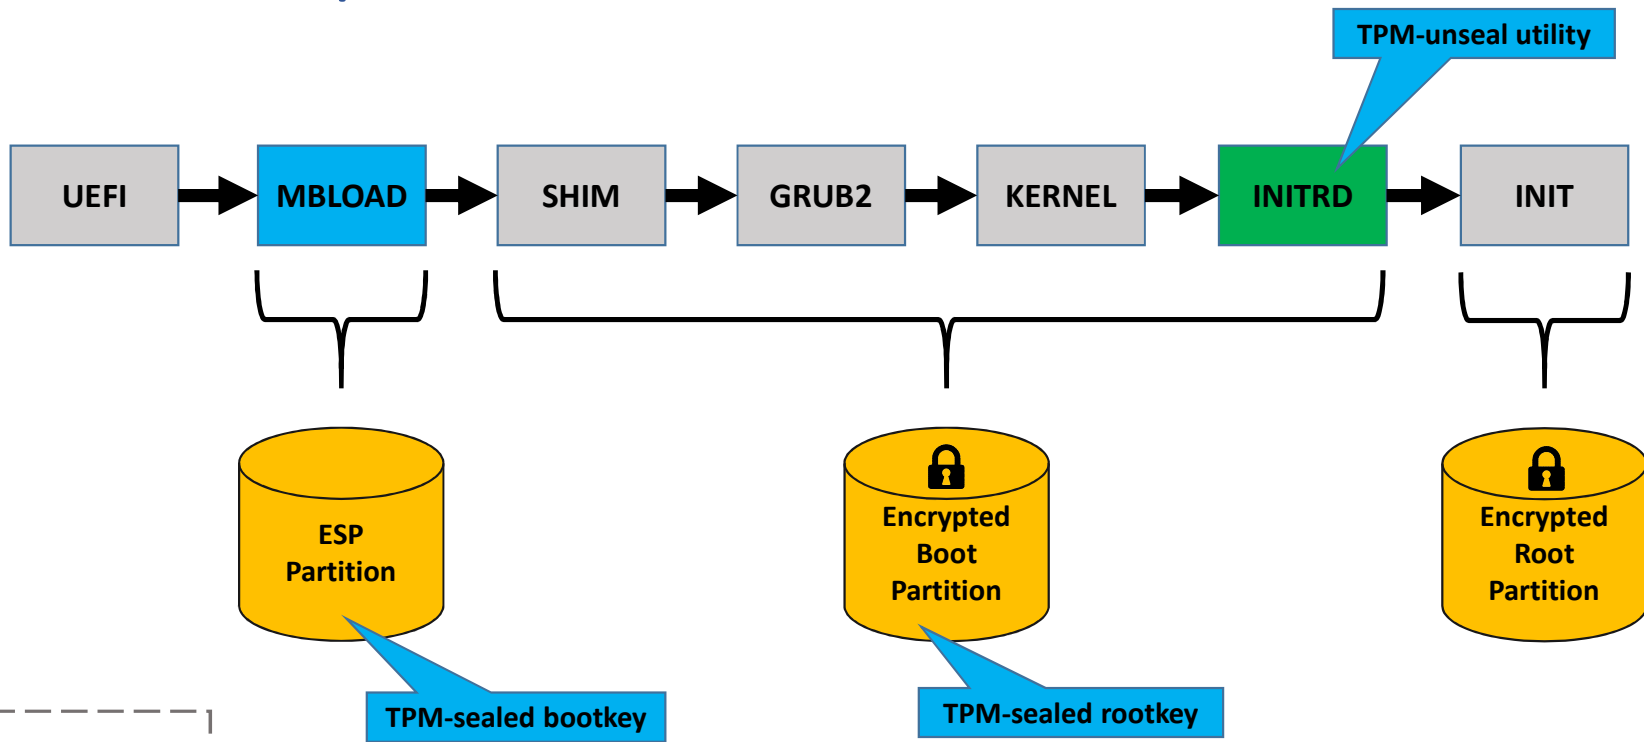 TPM-unseal utility
UEFI
MBLOAD
SHIM
GRUB2
KERNEL
INITRD
INIT
ESP
Partition
Encrypted
Boot
Partition
Encrypted
Root
Partition
TPM-sealed bootkey
TPM-sealed rootkey